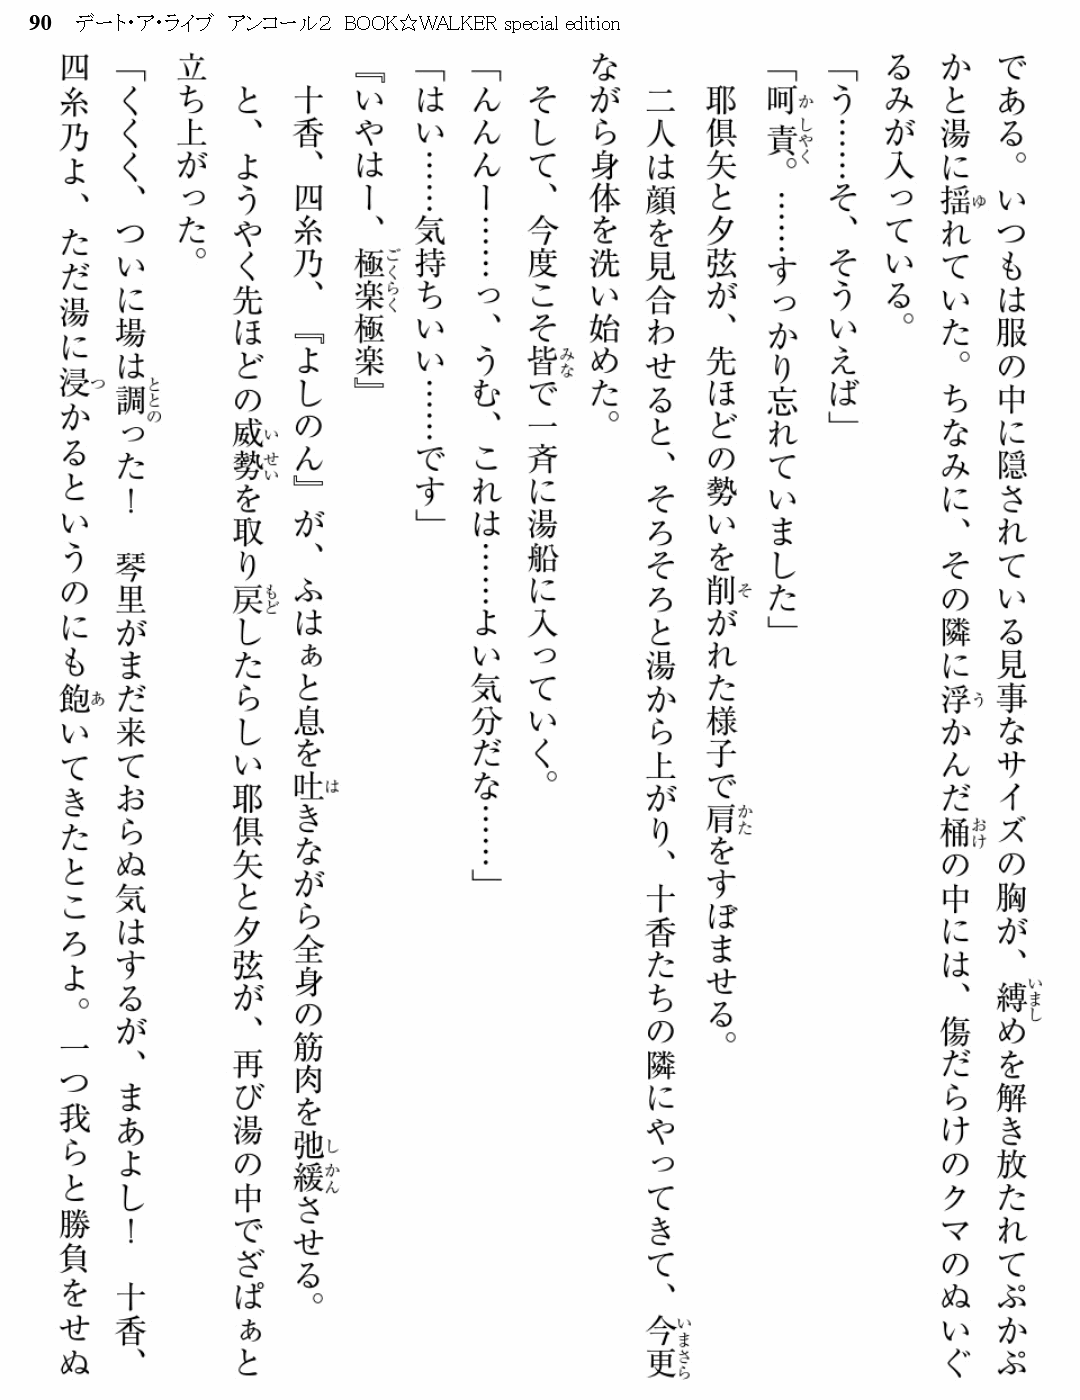 90 デート・ア・ライブ アンコール2 BOOK☆WALKER special edition
である。いつもは服の中に隠されている見事なサイズの胸が、縛めを解き放たれてぷかぷ
かと湯に揺れていた。ちなみに、その隣に浮かんだ桶の中には、傷だらけのクマのぬいぐ
るみが入っている。
「う……そ、そういえば」
「呵責。……すっかり忘れていました」
耶倶矢と夕弦が、先ほどの勢いを削がれた様子で肩をすぼませる。
二人は顔を見合わせると、そろそろと湯から上がり、十香たちの隣にやってきて、今更
ながら身体を洗い始めた。
そして、今度こそ皆で一斉に湯船に入っていく。
「んんんー……っ、うむ、これは……よい気分だな……」
「はい……気持ちいい……です」
『いやはー、極楽極楽』
十香、四糸乃、『よしのん』が、ふはぁと息を吐きながら全身の筋肉を弛緩させる。
と、ようやく先ほどの威勢を取り戻したらしい耶倶矢と夕弦が、再び湯の中でざぱぁと
立ち上がった。
「くくく、ついに場は調った！　琴里がまだ来ておらぬ気はするが、まあよし！　十香、
四糸乃よ、ただ湯に浸かるというのにも飽いてきたところよ。一つ我らと勝負をせぬ